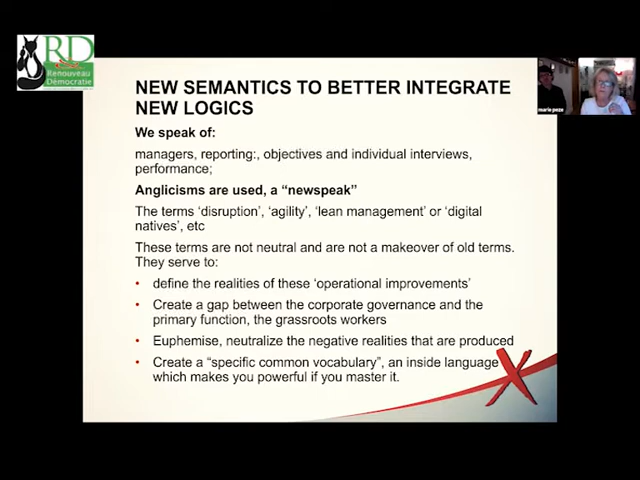 RD
Renouveau
Démocratie
NEW SEMANTICS TO BETTER INTEGRATE
NEW LOGICS
We speak of:
managers, reporting:, objectives and individual interviews,
performance;
Anglicisms are used, a “newspeak”
The terms ‘disruption’, ‘agility’, ‘lean management’ or ‘digital
natives’, etc
These terms are not neutral and are not a makeover of old terms.
They serve to:
• define the realities of these ‘operational improvements’
• Create a gap between the corporate governance and the
primary function, the grassroots workers
• Euphemise, neutralize the negative realities that are produced
• Create a “specific common vocabulary”, an inside language
which makes you powerful if you master it.
marie peze